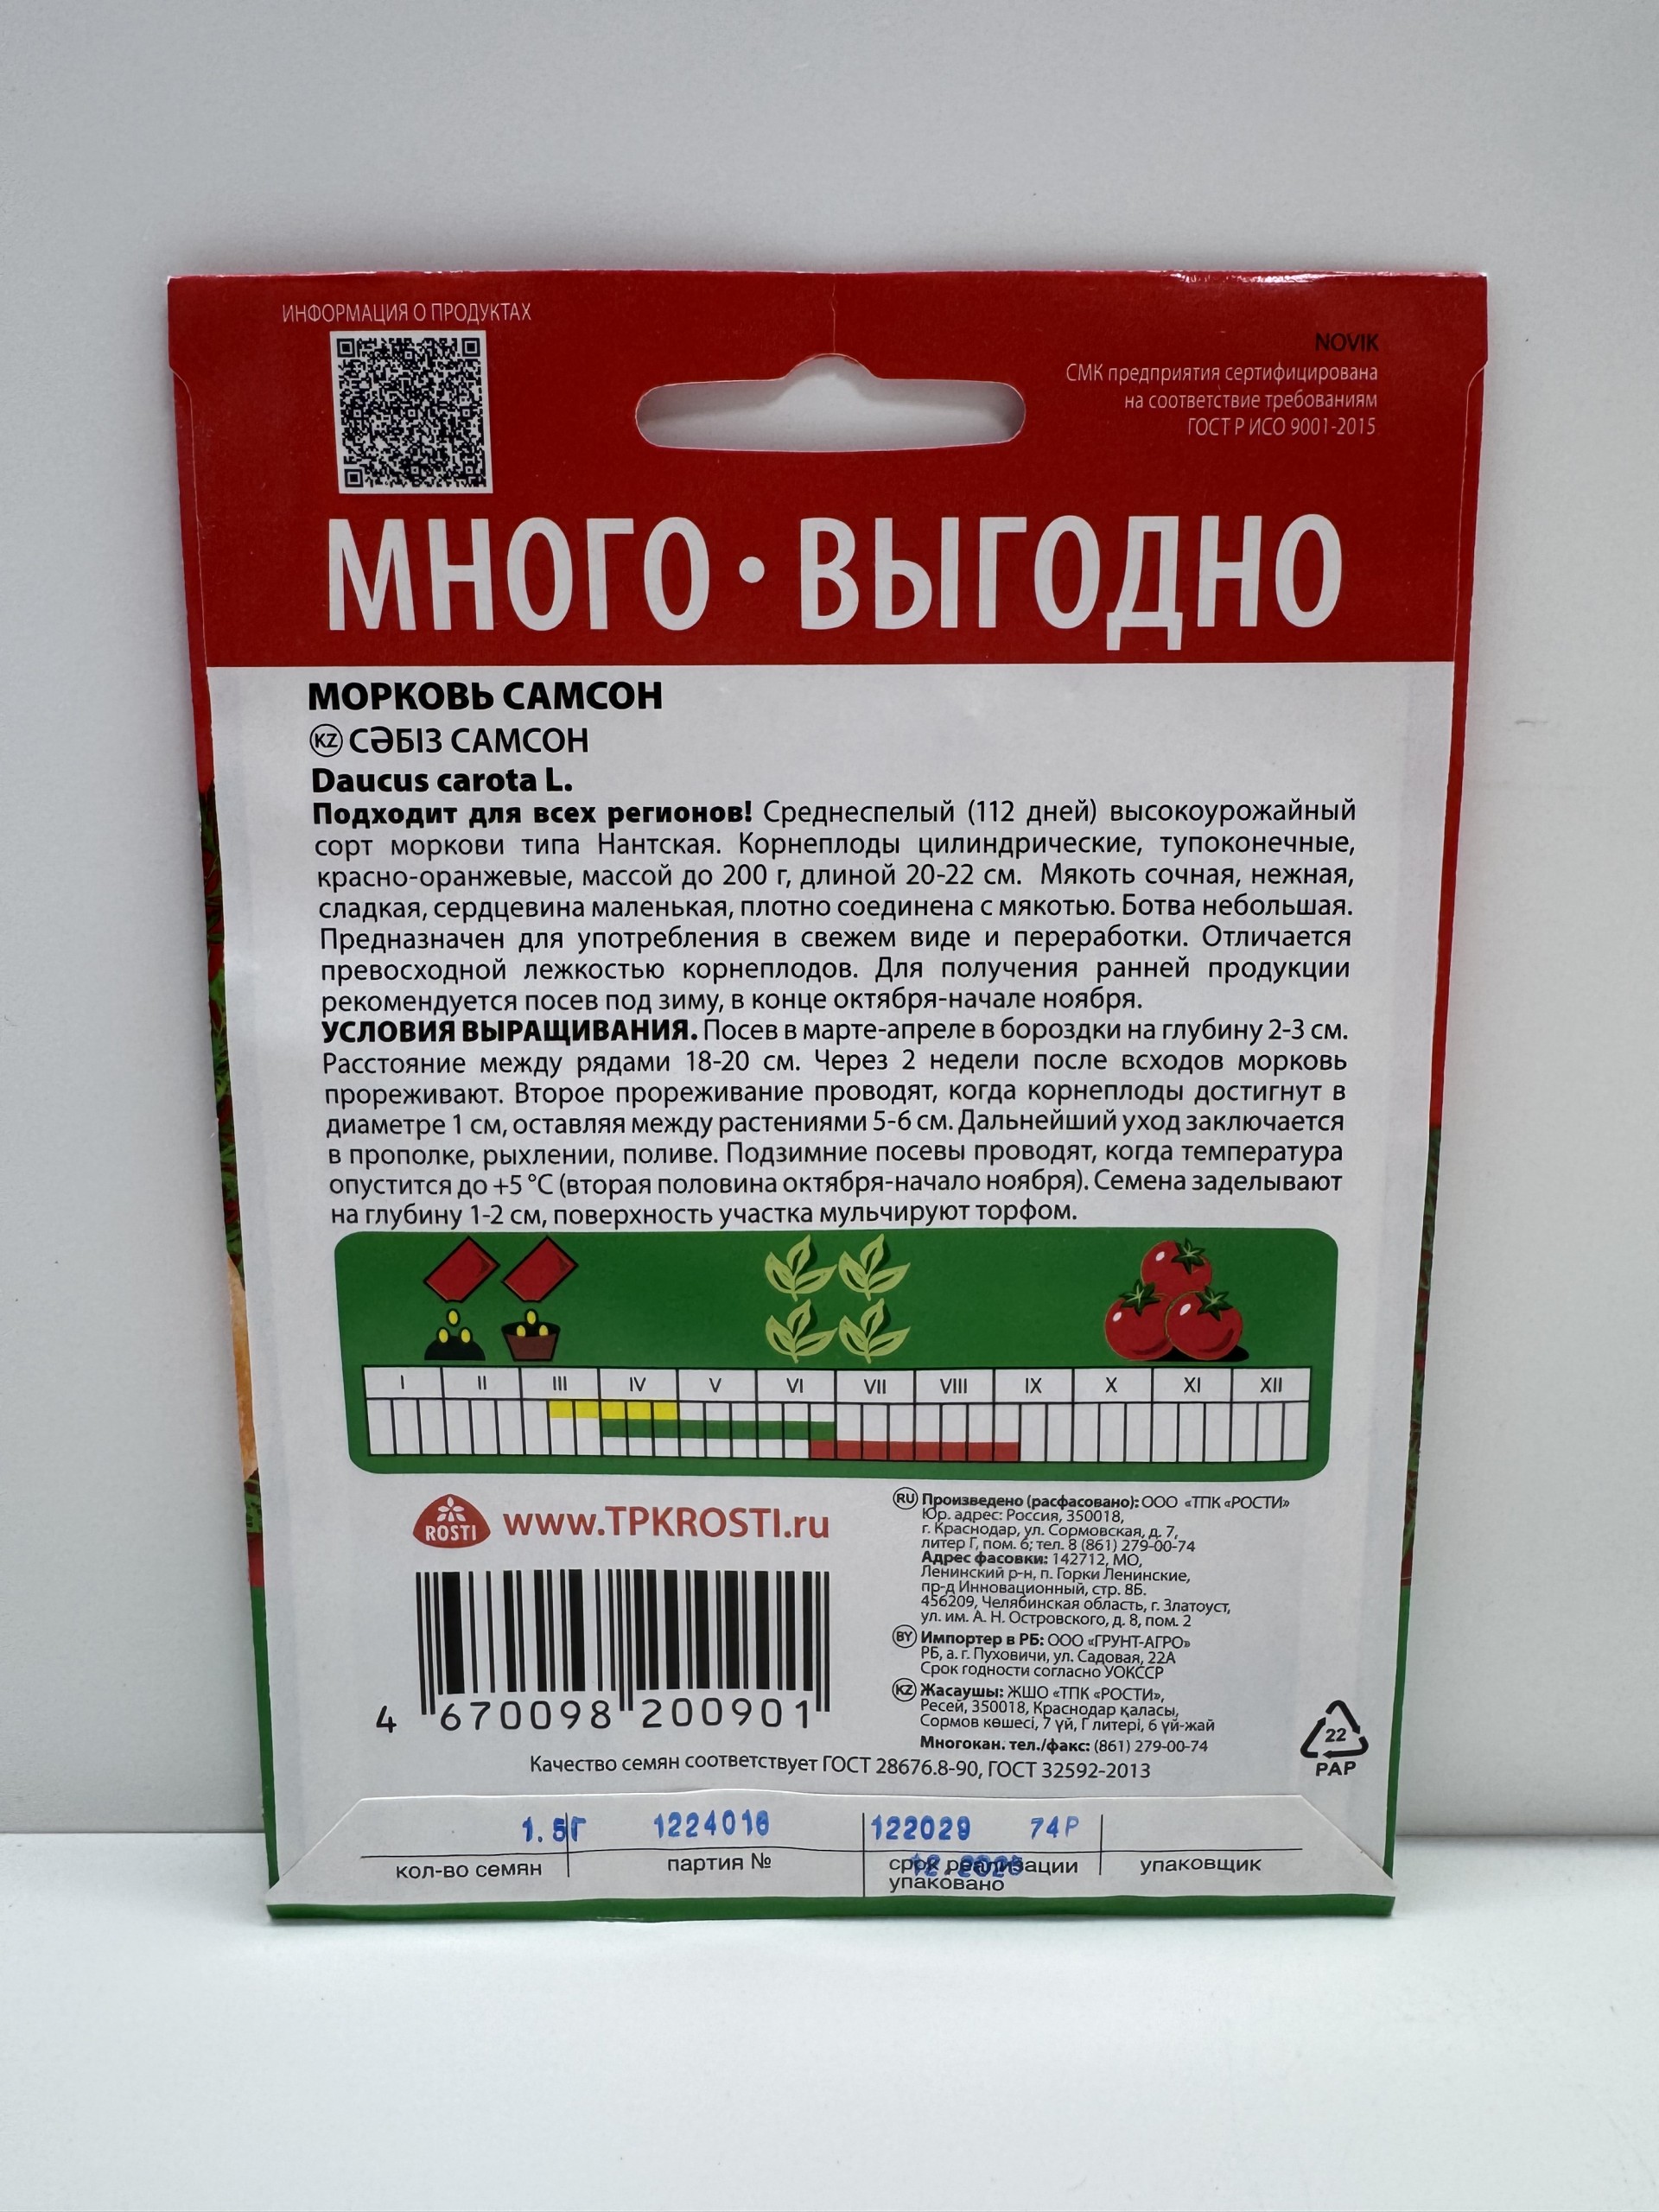 ИНФОРМАЦИЯ О ПРОДУКТАХ
NOVIK
СМК предприятия сертифицирована
на соответствие требованиям
ГОСТ Р ИСО 9001-2015
МНОГО · ВЫГОДНО
МОРКОВЬ САМСОН
KZ СӘБІЗ САМСОН
Daucus carota L.
Подходит для всех регионов! Среднеспелый (112 дней) высокоурожайный
сорт моркови типа Нантская. Корнеплоды цилиндрические, тупоконечные,
красно-оранжевые, массой до 200 г, длиной 20-22 см. Мякоть сочная, нежная,
сладкая, сердцевина маленькая, плотно соединена с мякотью. Ботва небольшая.
Предназначен для употребления в свежем виде и переработки. Отличается
превосходной лежкостью корнеплодов. Для получения ранней продукции
рекомендуется посев под зиму, в конце октября-начале ноября.
УСЛОВИЯ ВЫРАЩИВАНИЯ. Посев в марте-апреле в бороздки на глубину 2-3 см.
Расстояние между рядами 18-20 см. Через 2 недели после всходов морковь
прореживают. Второе прореживание проводят, когда корнеплоды достигнут в
диаметре 1 см, оставляя между растениями 5-6 см. Дальнейший уход заключается
в прополке, рыхлении, поливе. Подзимние посевы проводят, когда температура
опустится до +5 °C (вторая половина октября-начало ноября). Семена заделывают
на глубину 1-2 см, поверхность участка мульчируют торфом.
I II III IV V VI VII VIII IX X XI XII
ROSTI www.TPKROSTI.ru
RU Произведено (расфасовано): ООО «ТПК «РОСТИ»
Юр. адрес: Россия, 350018,
г. Краснодар, ул. Сормовская, д. 7,
литер Г, пом. 6; тел. 8 (861) 279-00-74
Адрес фасовки: 142712, МО,
Ленинский р-н, п. Горки Ленинские,
пр-д Инновационный, стр. 8Б.
456209, Челябинская область, г. Златоуст,
ул. им. А. Н. Островского, д. 8, пом. 2
BY Импортер в РБ: ООО «ГРУНТ-АГРО»
РБ, а. г. Пуховичи, ул. Садовая, 22А
Срок годности согласно УОКССР
KZ Жасаушы: ЖШО «ТПК «РОСТИ»,
Ресей, 350018, Краснодар қаласы,
Сормов көшесі, 7 үй, Г литері, 6 үй-жай
Многокан. тел./факс: (861) 279-00-74
4 670098 200901
Качество семян соответствует ГОСТ 28676.8-90, ГОСТ 32592-2013
22
PAP
1.5Г 1224016 122029 74Р
12.2025
кол-во семян партия № срок реализации упаковщик
упаковано